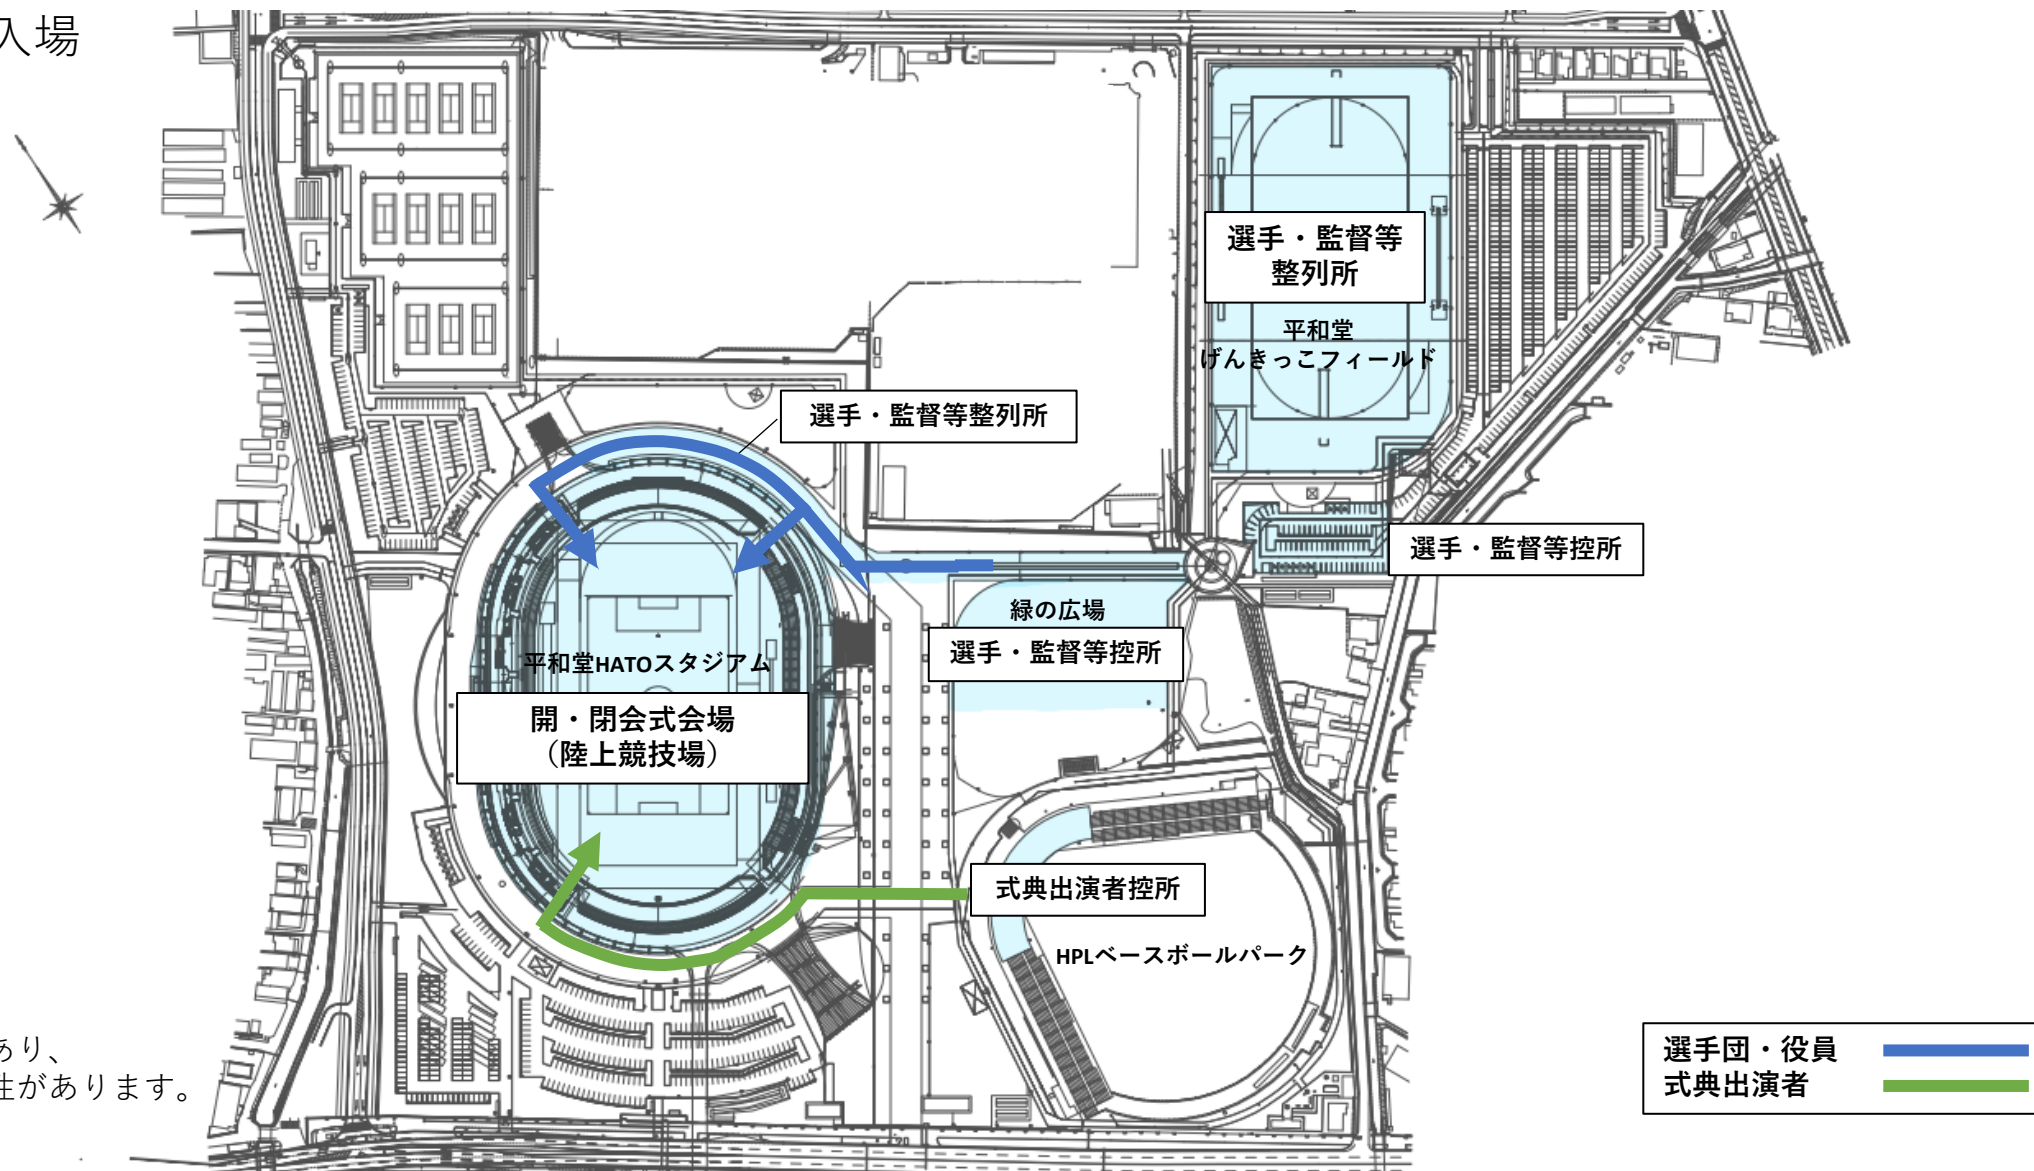 入場
選手・監督等
整列所
平和堂
げんきっこフィールド
選手・監督等整列所
選手・監督等控所
緑の広場
選手・監督等控所
平和堂HATOスタジアム
開・閉会式会場
（陸上競技場）
式典出演者控所
HPLベースボールパーク
あり、
性があります。
選手団・役員
式典出演者